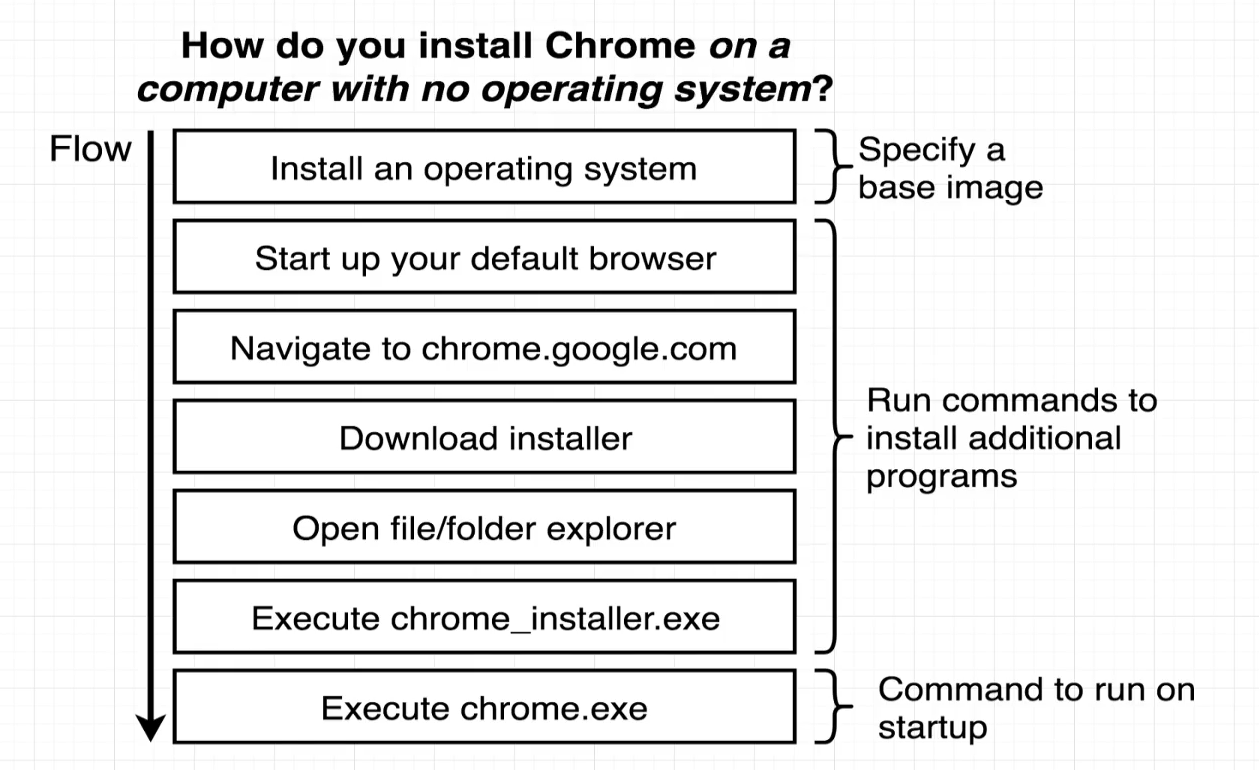 How do you install Chrome on a
computer with no operating system?
Flow
Install an operating system
Specify a
base image
Start up your default browser
Navigate to chrome.google.com
Download installer
Run commands to
install additional
programs
Open file/folder explorer
Execute chrome_installer.exe
Execute chrome.exe
Command to run on
startup